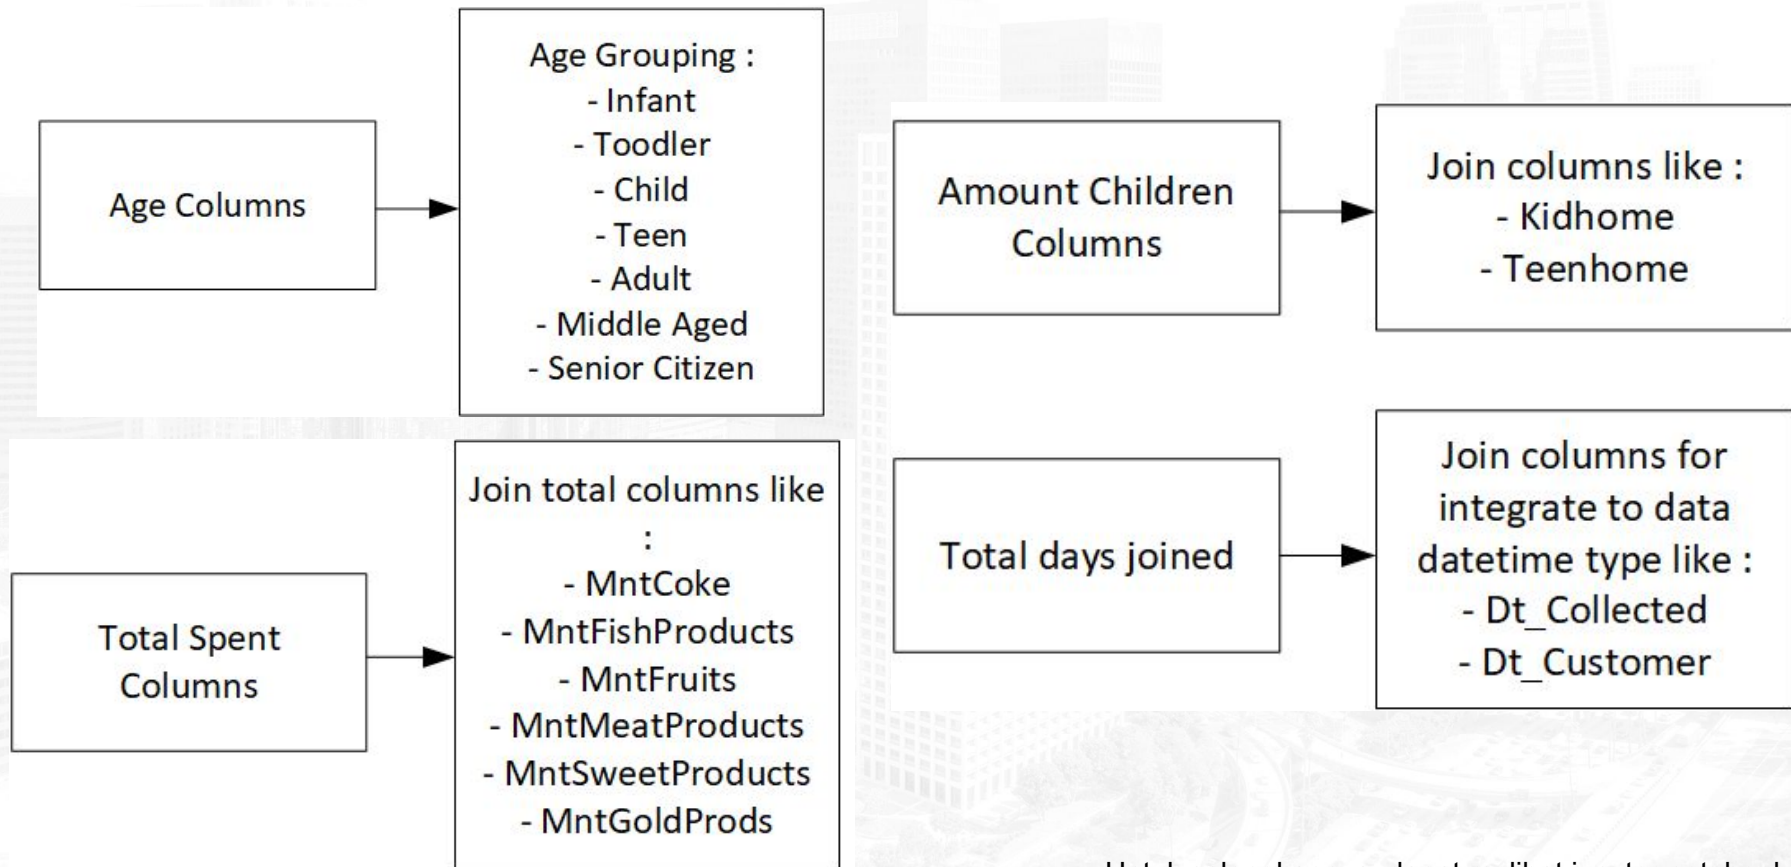 Age Columns
Age Grouping :
- Infant
- Toodler
- Child
- Teen
- Adult
- Middle Aged
- Senior Citizen
Total Spent
Columns
Join total columns like
:
- MntCoke
- MntFishProducts
- MntFruits
- MntMeatProducts
- MntSweetProducts
- MntGoldProds
Amount Children
Columns
Join columns like :
- Kidhome
- Teenhome
Total days joined
Join columns for
integrate to data
datetime type like :
- Dt_Collected
- Dt_Customer